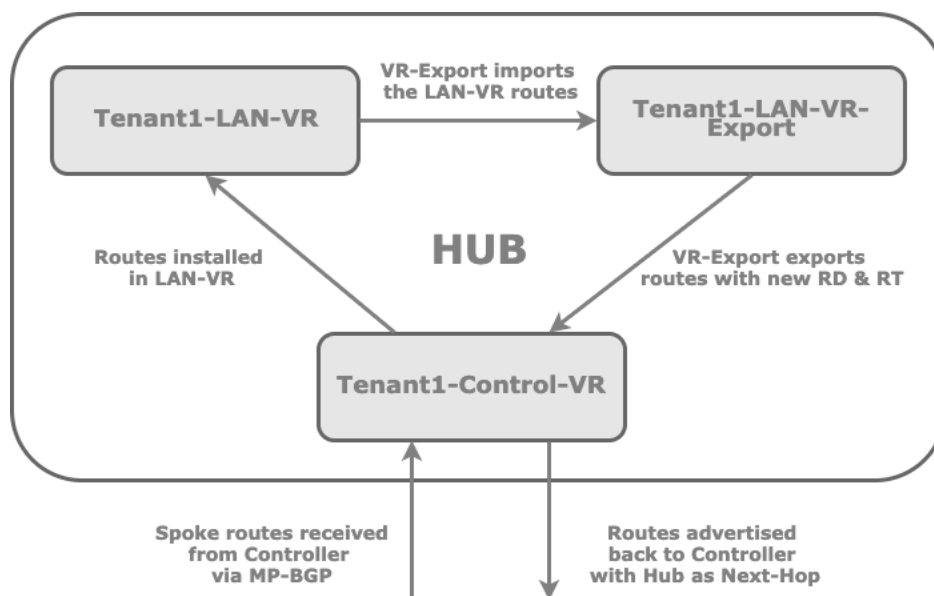 VR-Export imports
the LAN-VR routes
Tenant1-LAN-VR
Tenant1-LAN-VR-
Export
HUB
Routes installed
in LAN-VR
VR-Export exports
routes with new RD & RT
Tenant1-Control-VR
Spoke routes received
from Controller
via MP-BGP
Routes advertised
back to Controller
with Hub as Next-Hop